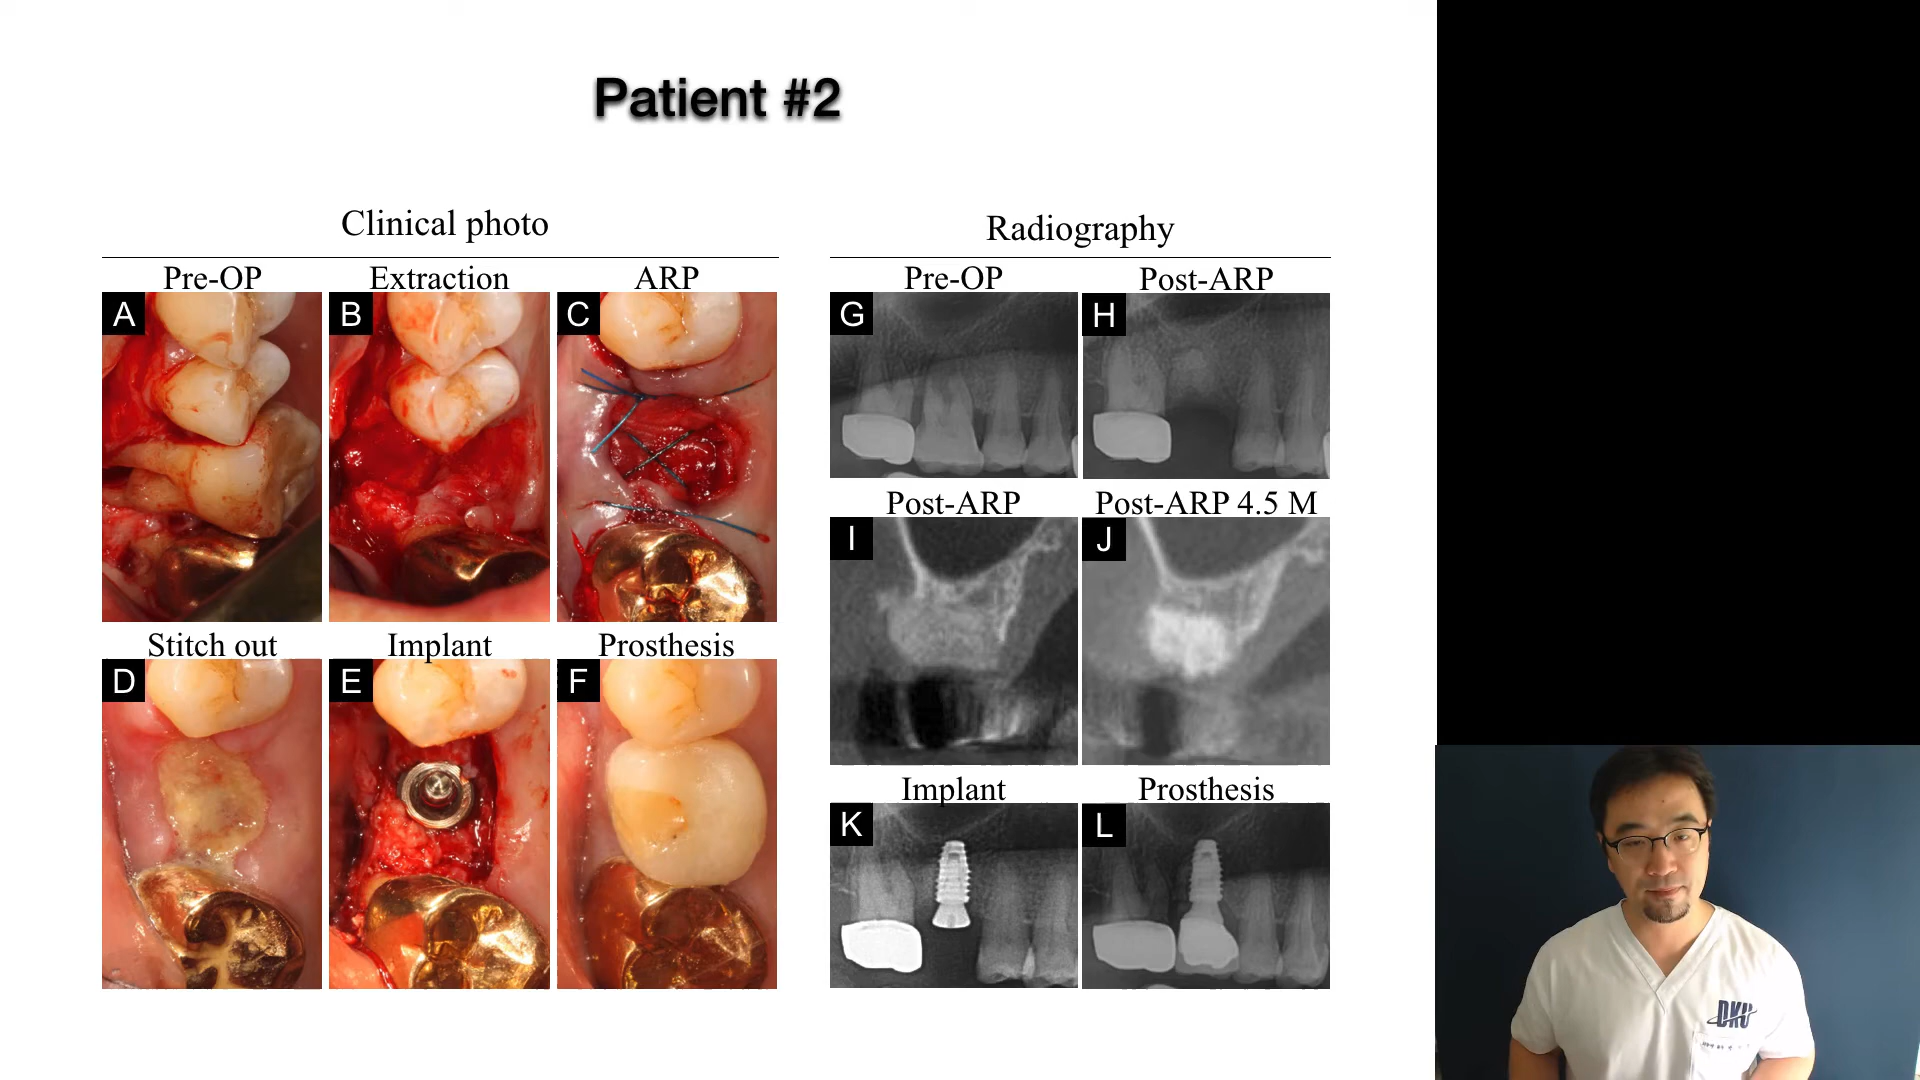 Patient #2
Clinical photo
Pre-OP Extraction ARP
A B C
Stitch out Implant Prosthesis
D E F
Radiography
Pre-OP Post-ARP
G H
Post-ARP Post-ARP 4.5 M
I J
Implant Prosthesis
K L
DKU